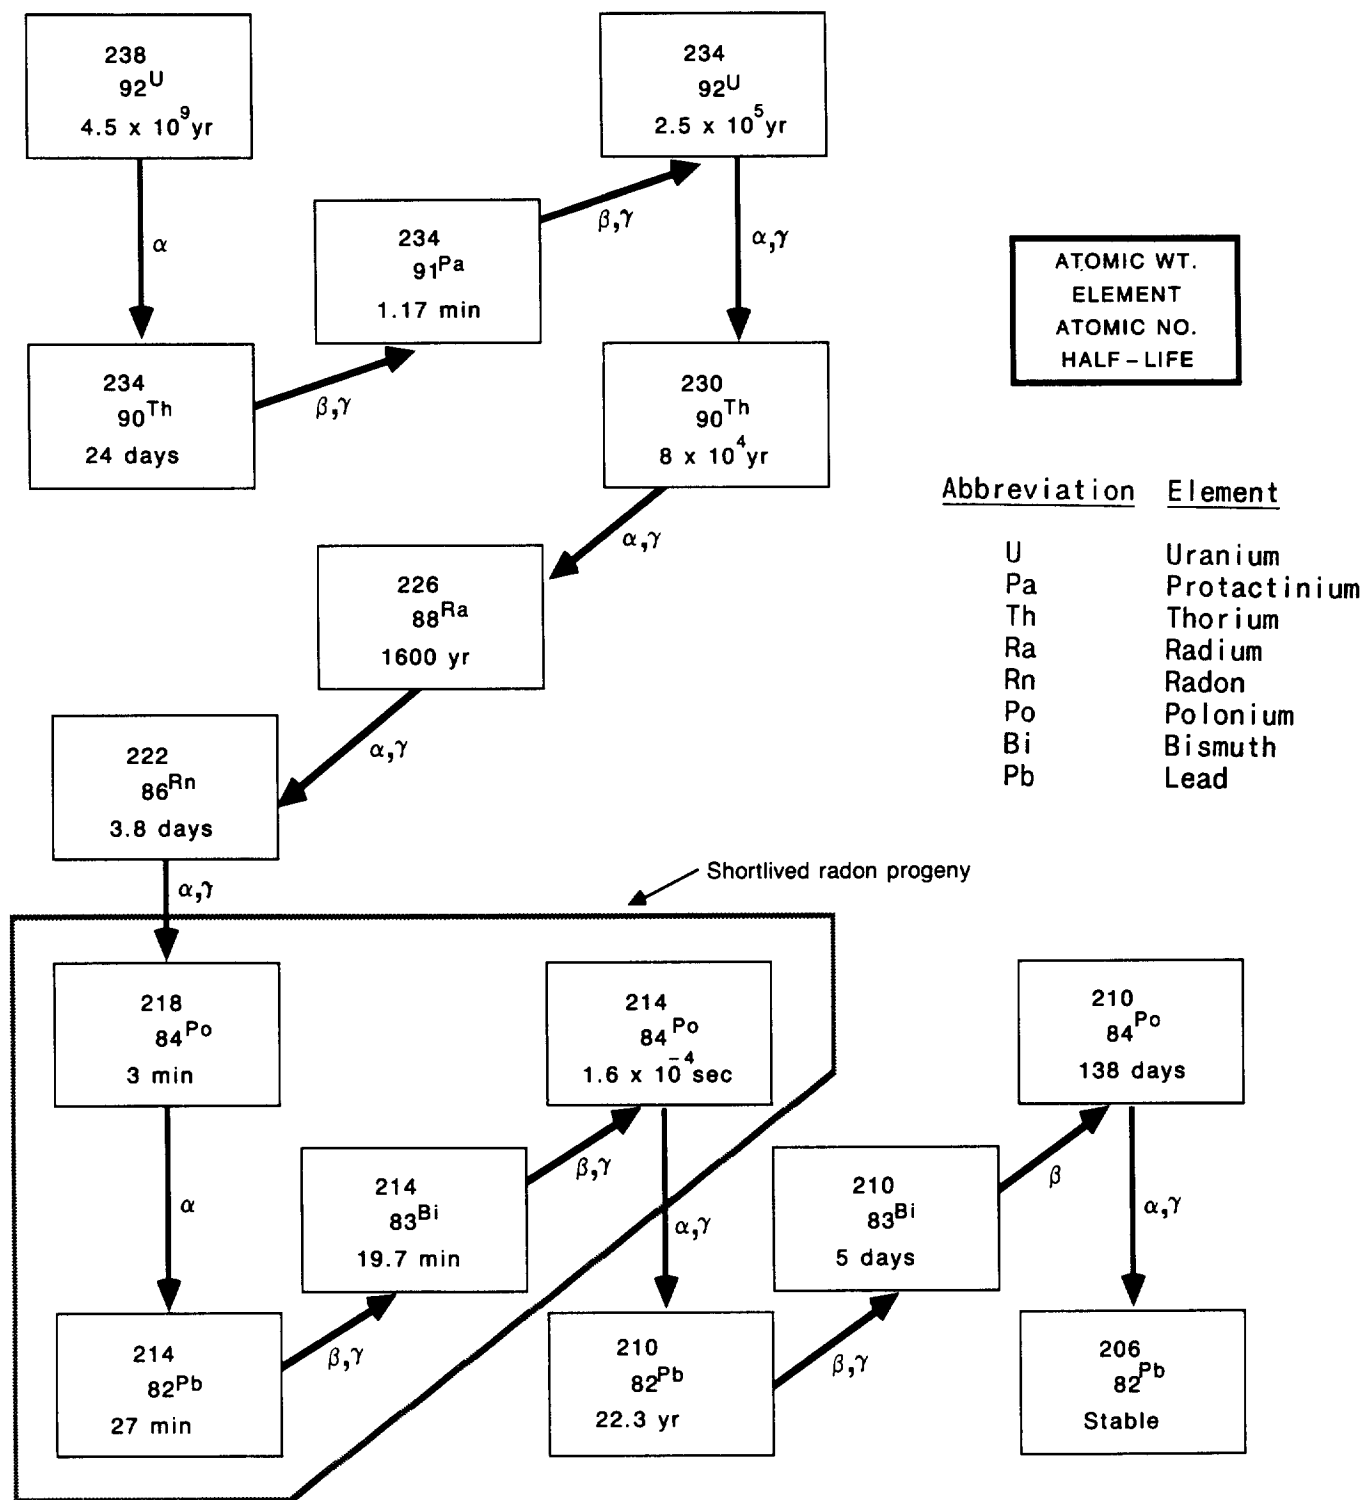 238
92U
4.5 x 10^9 yr
α
234
90Th
24 days
β,γ
234
91Pa
1.17 min
β,γ
234
92U
2.5 x 10^5 yr
α,γ
230
90Th
8 x 10^4 yr
α,γ
226
88Ra
1600 yr
α,γ
222
86Rn
3.8 days
α,γ
ATOMIC WT.
ELEMENT
ATOMIC NO.
HALF-LIFE
Abbreviation Element
U Uranium
Pa Protactinium
Th Thorium
Ra Radium
Rn Radon
Po Polonium
Bi Bismuth
Pb Lead
Shortlived radon progeny
218
84Po
3 min
α
214
82Pb
27 min
β,γ
214
83Bi
19.7 min
β,γ
214
84Po
1.6 x 10^-4 sec
α,γ
210
82Pb
22.3 yr
β,γ
210
83Bi
5 days
β
210
84Po
138 days
α,γ
206
82Pb
Stable